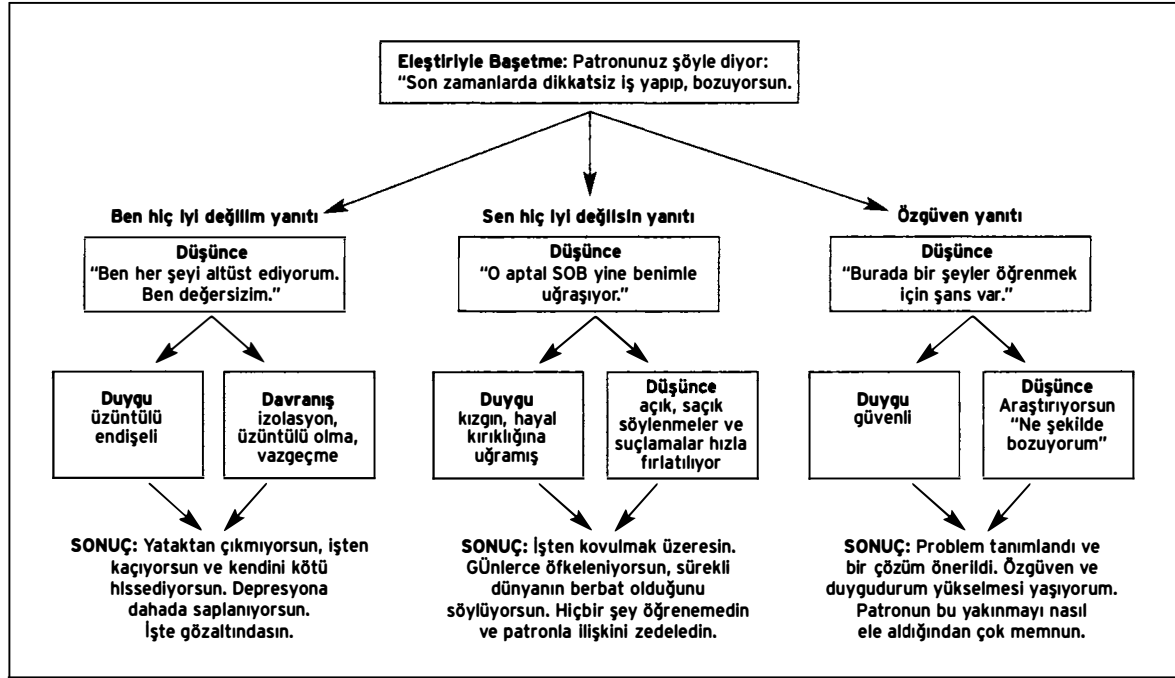 Eleştiriyle Başetme: Patronunuz şöyle diyor:
“Son zamanlarda dikkatsiz iş yapıp, bozuyorsun.
Ben hiç iyi değilim yanıtı
Düşünce
“Ben her şeyi altüst ediyorum.
Ben değersizim.”
Duygu
üzüntülü
endişeli
Davranış
izolasyon,
üzüntülü olma,
vazgeçme
SONUÇ: Yataktan çıkmıyorsun, işten
kaçıyorsun ve kendini kötü
hissediyorsun. Depresyona
dahada saplanıyorsun.
İşte gözaltındasın.
Sen hiç iyi değilsin yanıtı
Düşünce
“O aptal SOB yine benimle
uğraşıyor.”
Duygu
kızgın, hayal
kırıklığına
uğramış
Düşünce
açık, saçık
söylenmeler ve
suçlamalar hızla
fırlatılıyor
SONUÇ: İşten kovulmak üzeresin.
GÜnlerce öfkeleniyorsun, sürekli
dünyanın berbat olduğunu
söylüyorsun. Hiçbir şey öğrenemedin
ve patronla ilişkini zedeledin.
Özgüven yanıtı
Düşünce
“Burada bir şeyler öğrenmek
için şans var.”
Duygu
güvenli
Düşünce
Araştırıyorsun
“Ne şekilde
bozuyorum”
SONUÇ: Problem tanımlandı ve
bir çözüm önerildi. Özgüven ve
duygudurum yükselmesi yaşıyorum.
Patronun bu yakınmayı nasıl
ele aldığından çok memnun.